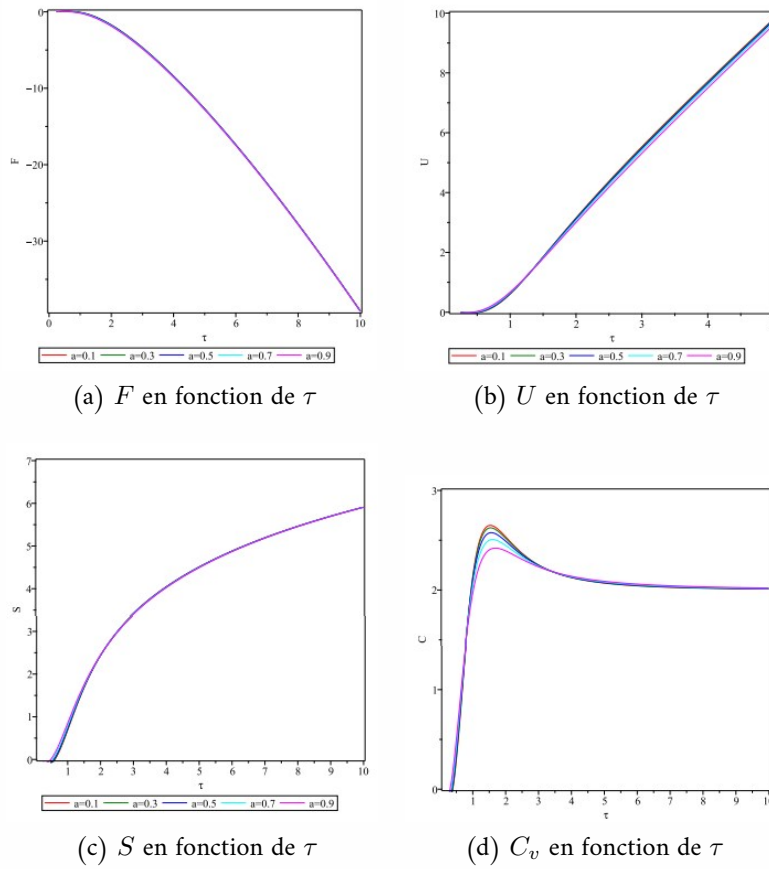 0
−10
−20
−30
F
0 2 4 6 8 10
τ
a=0.1 a=0.3 a=0.5 a=0.7 a=0.9
(a) F en fonction de τ
10
8
6
4
2
0
U
1 2 3 4
τ
a=0.1 a=0.3 a=0.5 a=0.7 a=0.9
(b) U en fonction de τ
7
6
5
4
3
2
1
0
S
1 2 3 4 5 6 7 8 9 10
τ
a=0.1 a=0.3 a=0.5 a=0.7 a=0.9
(c) S en fonction de τ
3
2
1
0
C
1 2 3 4 5 6 7 8 9 10
τ
(d) C_v en fonction de τ